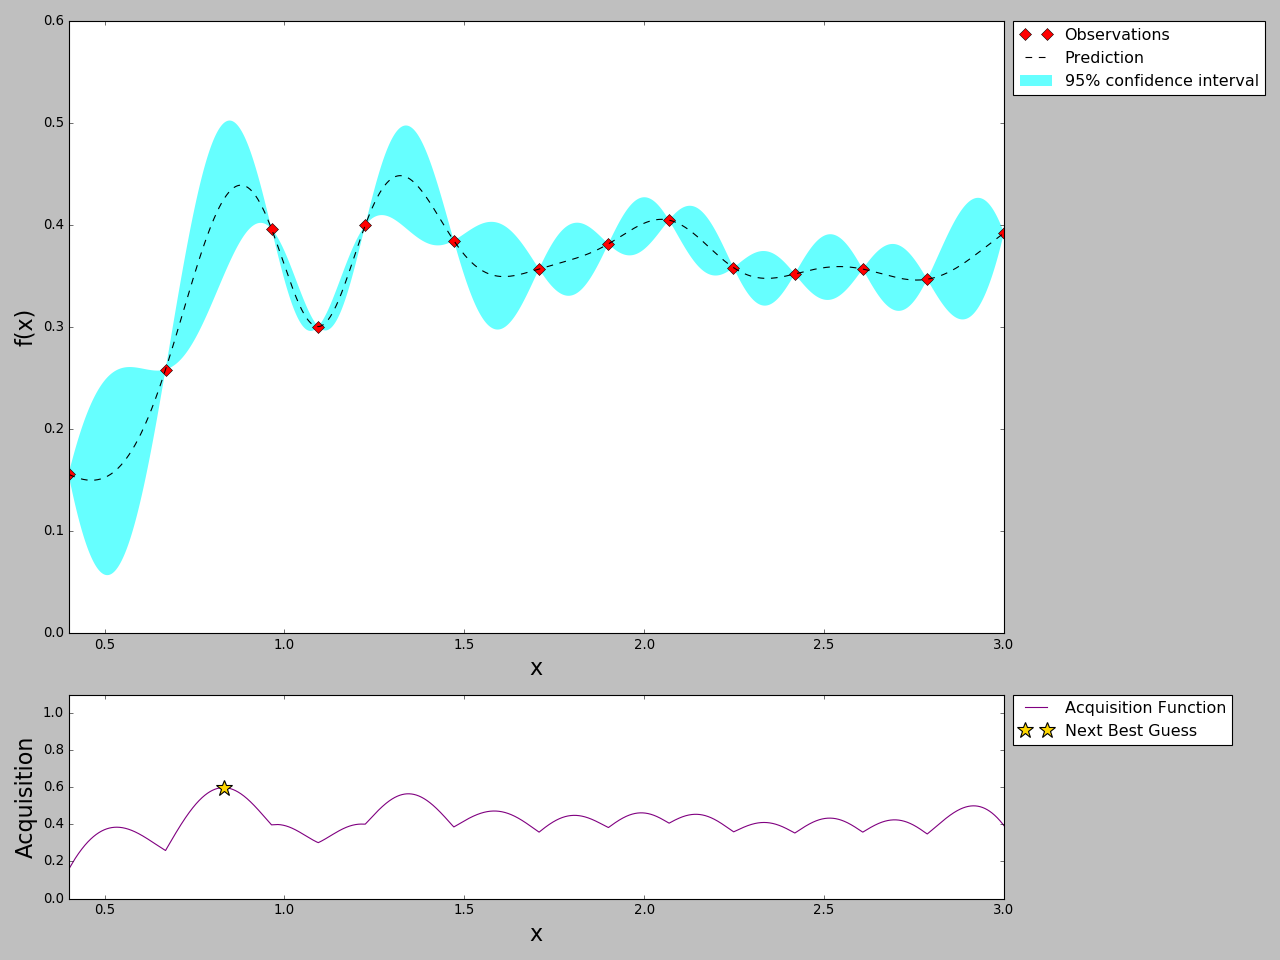 0.6
0.5
0.4
0.3
0.2
0.1
0.0
f(x)
0.5 1.0 1.5 2.0 2.5 3.0
x
Observations
Prediction
95% confidence interval
1.0
0.8
0.6
0.4
0.2
0.0
Acquisition
0.5 1.0 1.5 2.0 2.5 3.0
x
Acquisition Function
Next Best Guess